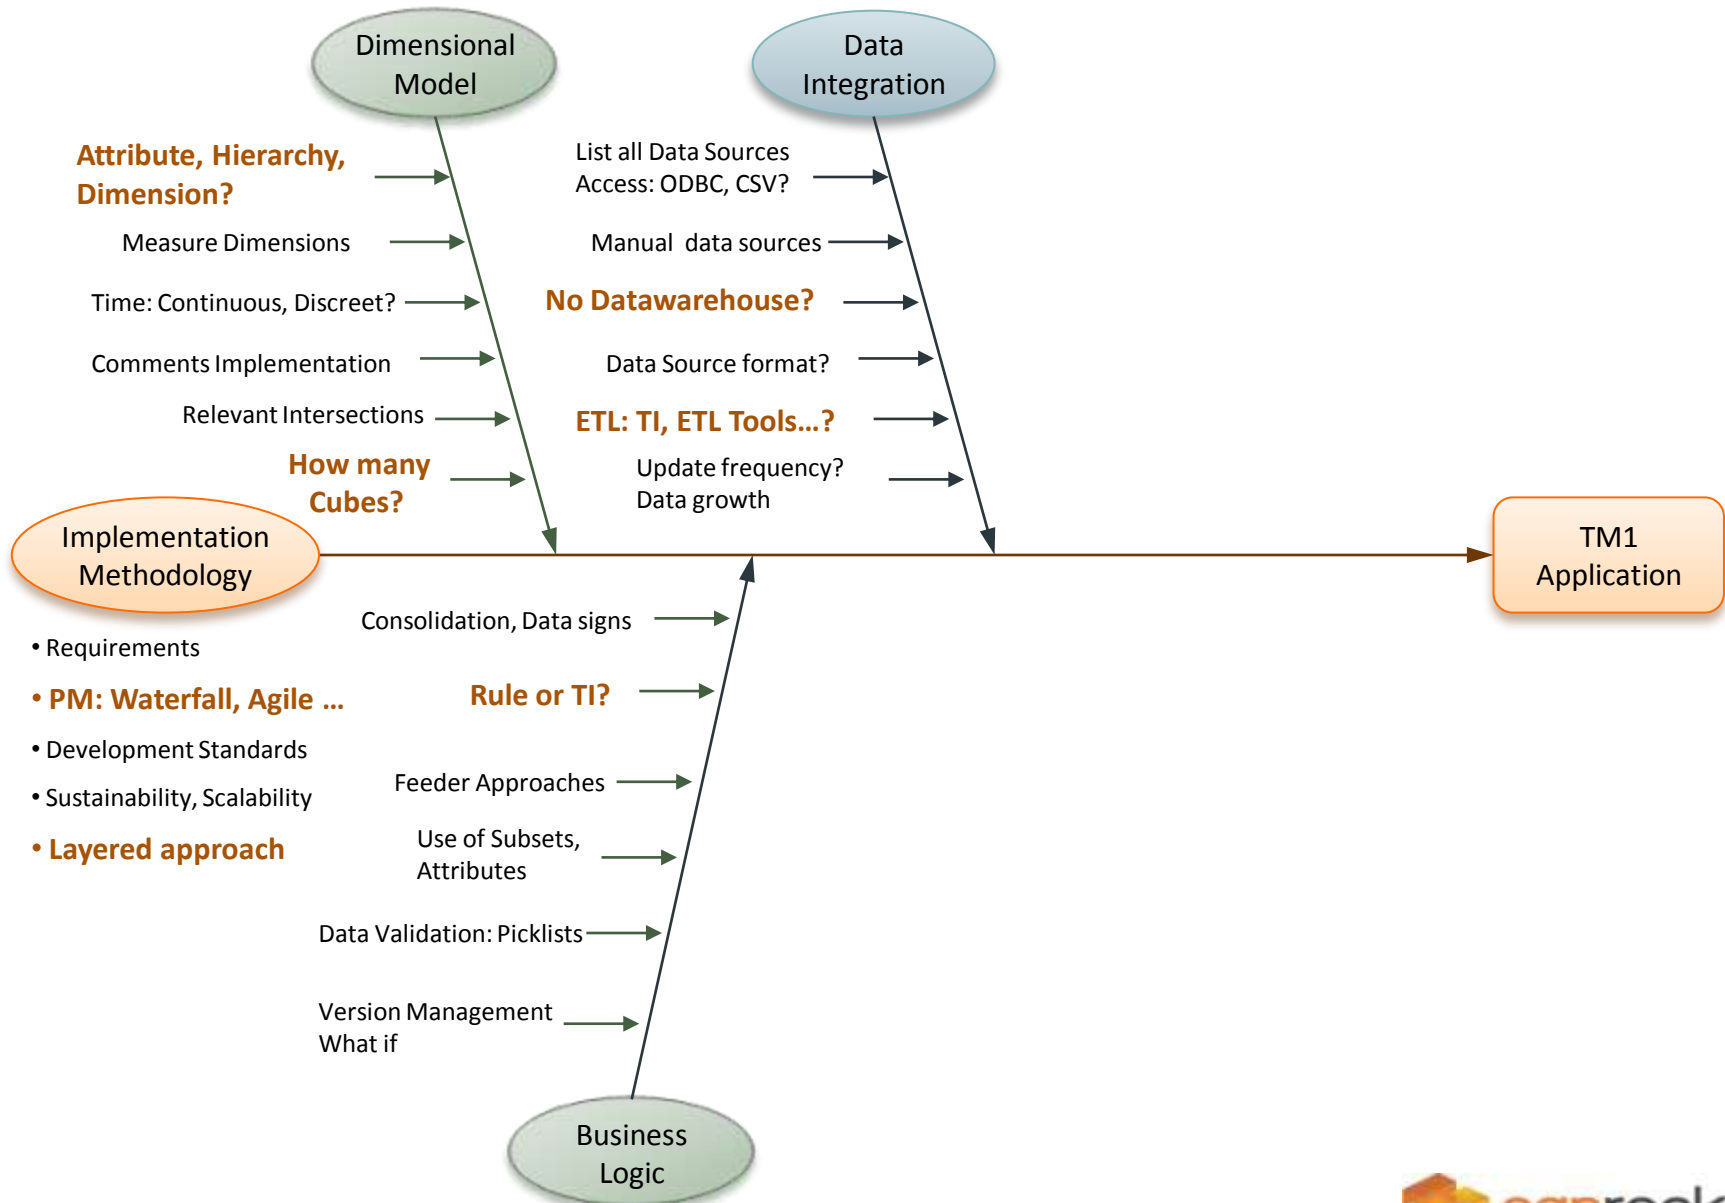 Dimensional
Model
Data
Integration
Attribute, Hierarchy,
Dimension?
Measure Dimensions
Time: Continuous, Discreet?
Comments Implementation
Relevant Intersections
How many
Cubes?
List all Data Sources
Access: ODBC, CSV?
Manual data sources
No Datawarehouse?
Data Source format?
ETL: TI, ETL Tools...?
Update frequency?
Data growth
Implementation
Methodology
TM1
Application
• Requirements
• PM: Waterfall, Agile ...
• Development Standards
• Sustainability, Scalability
• Layered approach
Consolidation, Data signs
Rule or TI?
Feeder Approaches
Use of Subsets,
Attributes
Data Validation: Picklists
Version Management
What if
Business
Logic